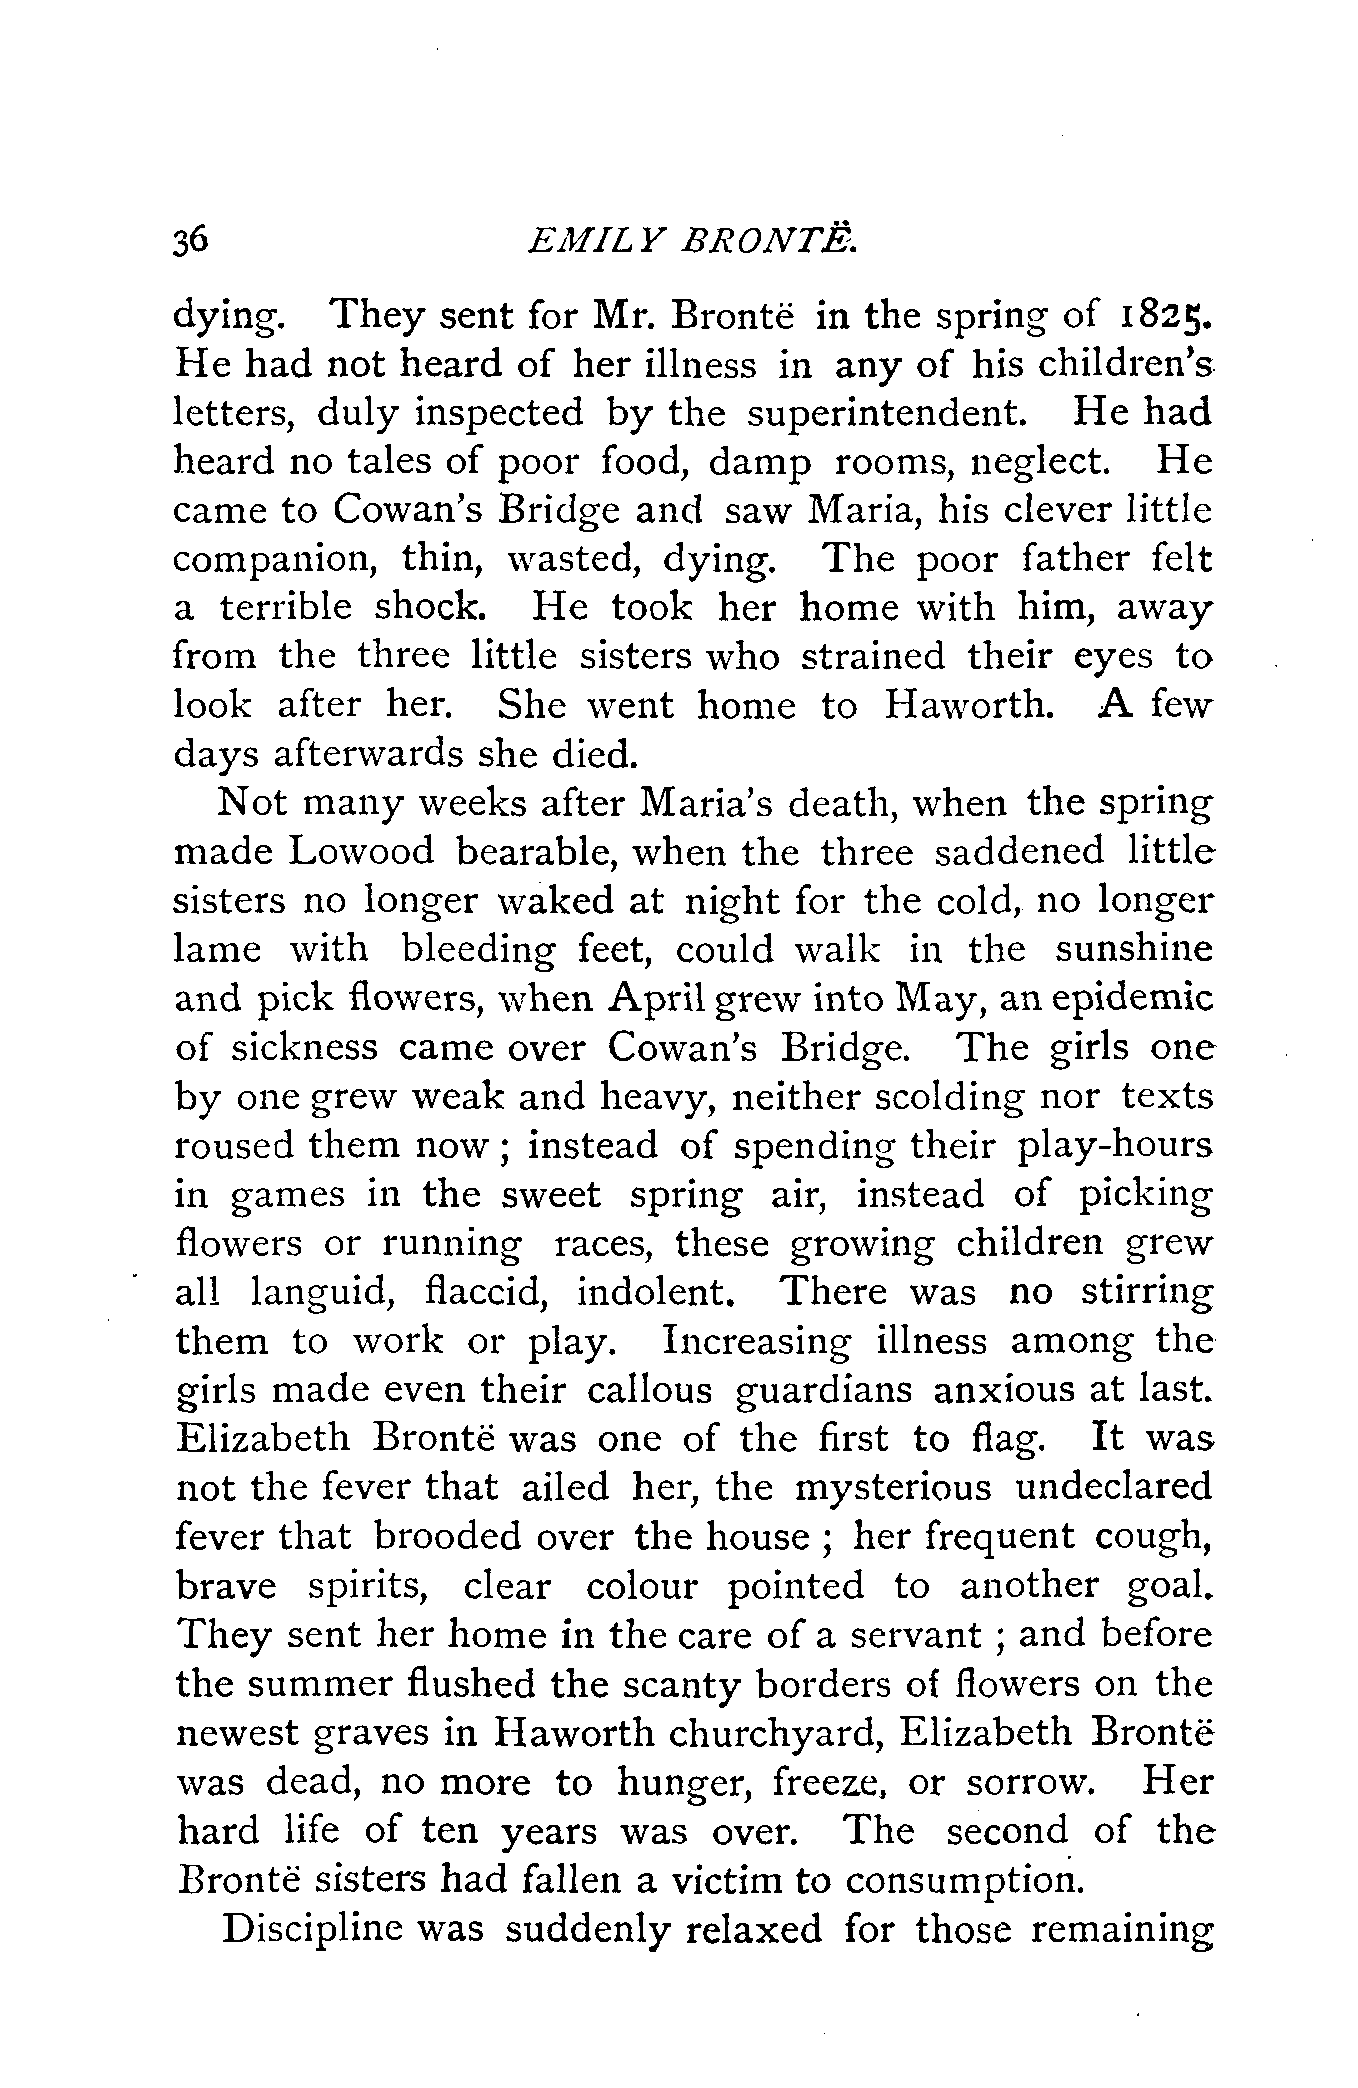 36 EMILY BRONTË.
dying. They sent for Mr. Brontë in the spring of 1825.
He had not heard of her illness in any of his children's
letters, duly inspected by the superintendent. He had
heard no tales of poor food, damp rooms, neglect. He
came to Cowan's Bridge and saw Maria, his clever little
companion, thin, wasted, dying. The poor father felt
a terrible shock. He took her home with him, away
from the three little sisters who strained their eyes to
look after her. She went home to Haworth. A few
days afterwards she died.
Not many weeks after Maria's death, when the spring
made Lowood bearable, when the three saddened little
sisters no longer waked at night for the cold, no longer
lame with bleeding feet, could walk in the sunshine
and pick flowers, when April grew into May, an epidemic
of sickness came over Cowan's Bridge. The girls one
by one grew weak and heavy, neither scolding nor texts
roused them now ; instead of spending their play-hours
in games in the sweet spring air, instead of picking
flowers or running races, these growing children grew
all languid, flaccid, indolent. There was no stirring
them to work or play. Increasing illness among the
girls made even their callous guardians anxious at last.
Elizabeth Brontë was one of the first to flag. It was
not the fever that ailed her, the mysterious undeclared
fever that brooded over the house ; her frequent cough,
brave spirits, clear colour pointed to another goal.
They sent her home in the care of a servant ; and before
the summer flushed the scanty borders of flowers on the
newest graves in Haworth churchyard, Elizabeth Brontë
was dead, no more to hunger, freeze, or sorrow. Her
hard life of ten years was over. The second of the
Brontë sisters had fallen a victim to consumption.
Discipline was suddenly relaxed for those remaining